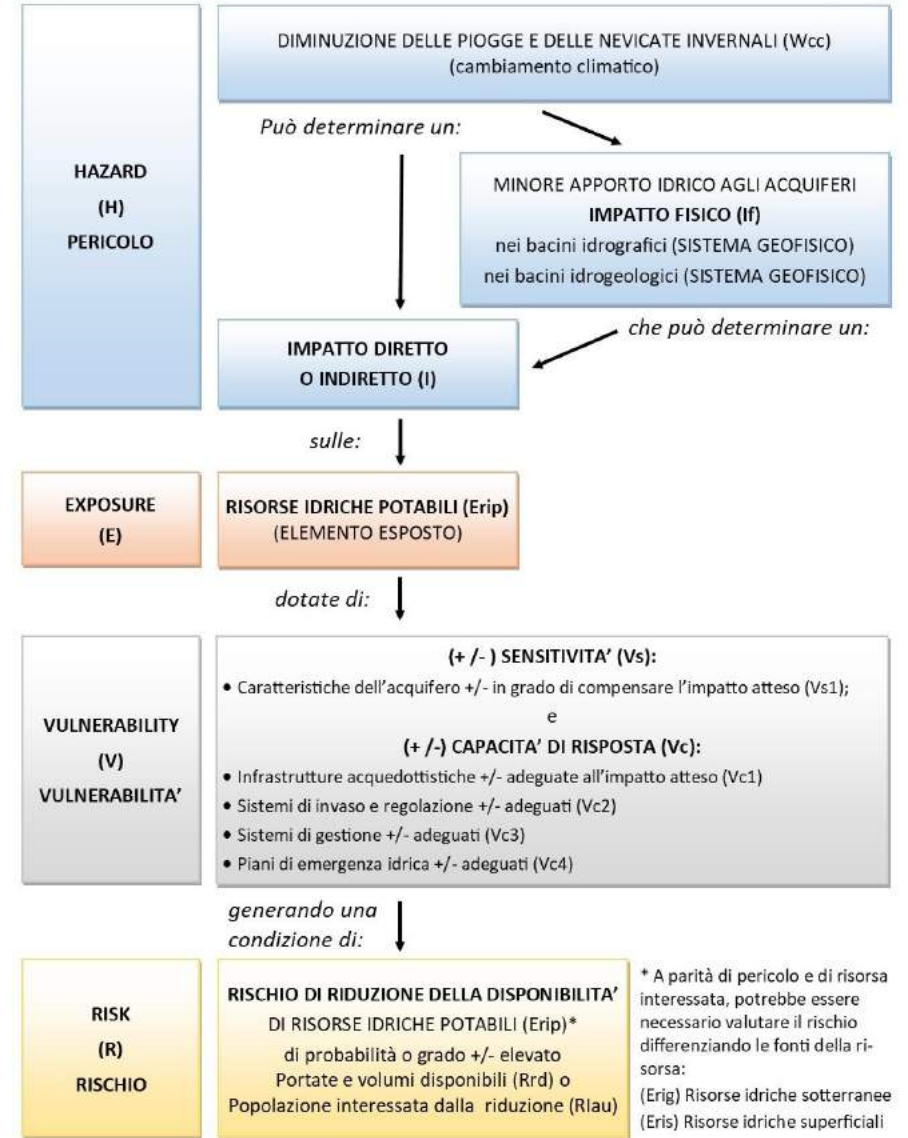 DIMINUZIONE DELLE PIOGGE E DELLE NEVICATE INVERNALI (Wcc)
(cambiamento climatico)
Può determinare un:
HAZARD
(H)
PERICOLO
MINORE APPORTO IDRICO AGLI ACQUIFERI
IMPATTO FISICO (If)
nei bacini idrografici (SISTEMA GEOFISICO)
nei bacini idrogeologici (SISTEMA GEOFISICO)
che può determinare un:
IMPATTO DIRETTO
O INDIRETTO (I)
sulle:
EXPOSURE
(E)
RISORSE IDRICHE POTABILI (Erip)
(ELEMENTO ESPOSTO)
dotate di:
VULNERABILITY
(V)
VULNERABILITA’
(+ /- ) SENSITIVITA’ (Vs):
• Caratteristiche dell’acquifero +/- in grado di compensare l’impatto atteso (Vs1);
e
(+ /-) CAPACITA’ DI RISPOSTA (Vc):
• Infrastrutture acquedottistiche +/- adeguate all’impatto atteso (Vc1)
• Sistemi di invaso e regolazione +/- adeguati (Vc2)
• Sistemi di gestione +/- adeguati (Vc3)
• Piani di emergenza idrica +/- adeguati (Vc4)
generando una
condizione di:
RISK
(R)
RISCHIO
RISCHIO DI RIDUZIONE DELLA DISPONIBILITA’
DI RISORSE IDRICHE POTABILI (Erip)*
di probabilità o grado +/- elevato
Portate e volumi disponibili (Rrd) o
Popolazione interessata dalla riduzione (RIau)
* A parità di pericolo e di risorsa
interessata, potrebbe essere
necessario valutare il rischio
differenziando le fonti della ri-
sorsa:
(Erig) Risorse idriche sotterranee
(Eris) Risorse idriche superficiali